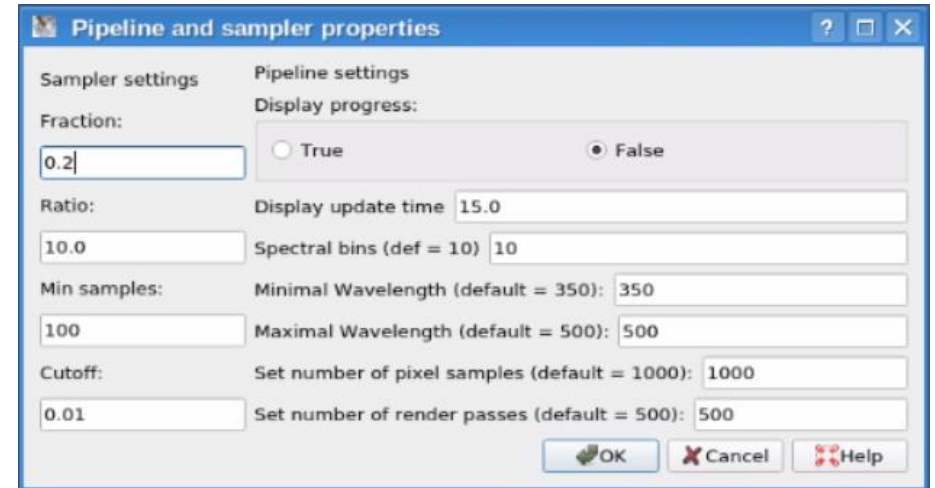 Pipeline and sampler properties
Sampler settings
Fraction:
0.2
Ratio:
10.0
Min samples:
100
Cutoff:
0.01
Pipeline settings
Display progress:
True False
Display update time 15.0
Spectral bins (def = 10) 10
Minimal Wavelength (default = 350): 350
Maximal Wavelength (default = 500): 500
Set number of pixel samples (default = 1000): 1000
Set number of render passes (default = 500): 500
OK Cancel Help